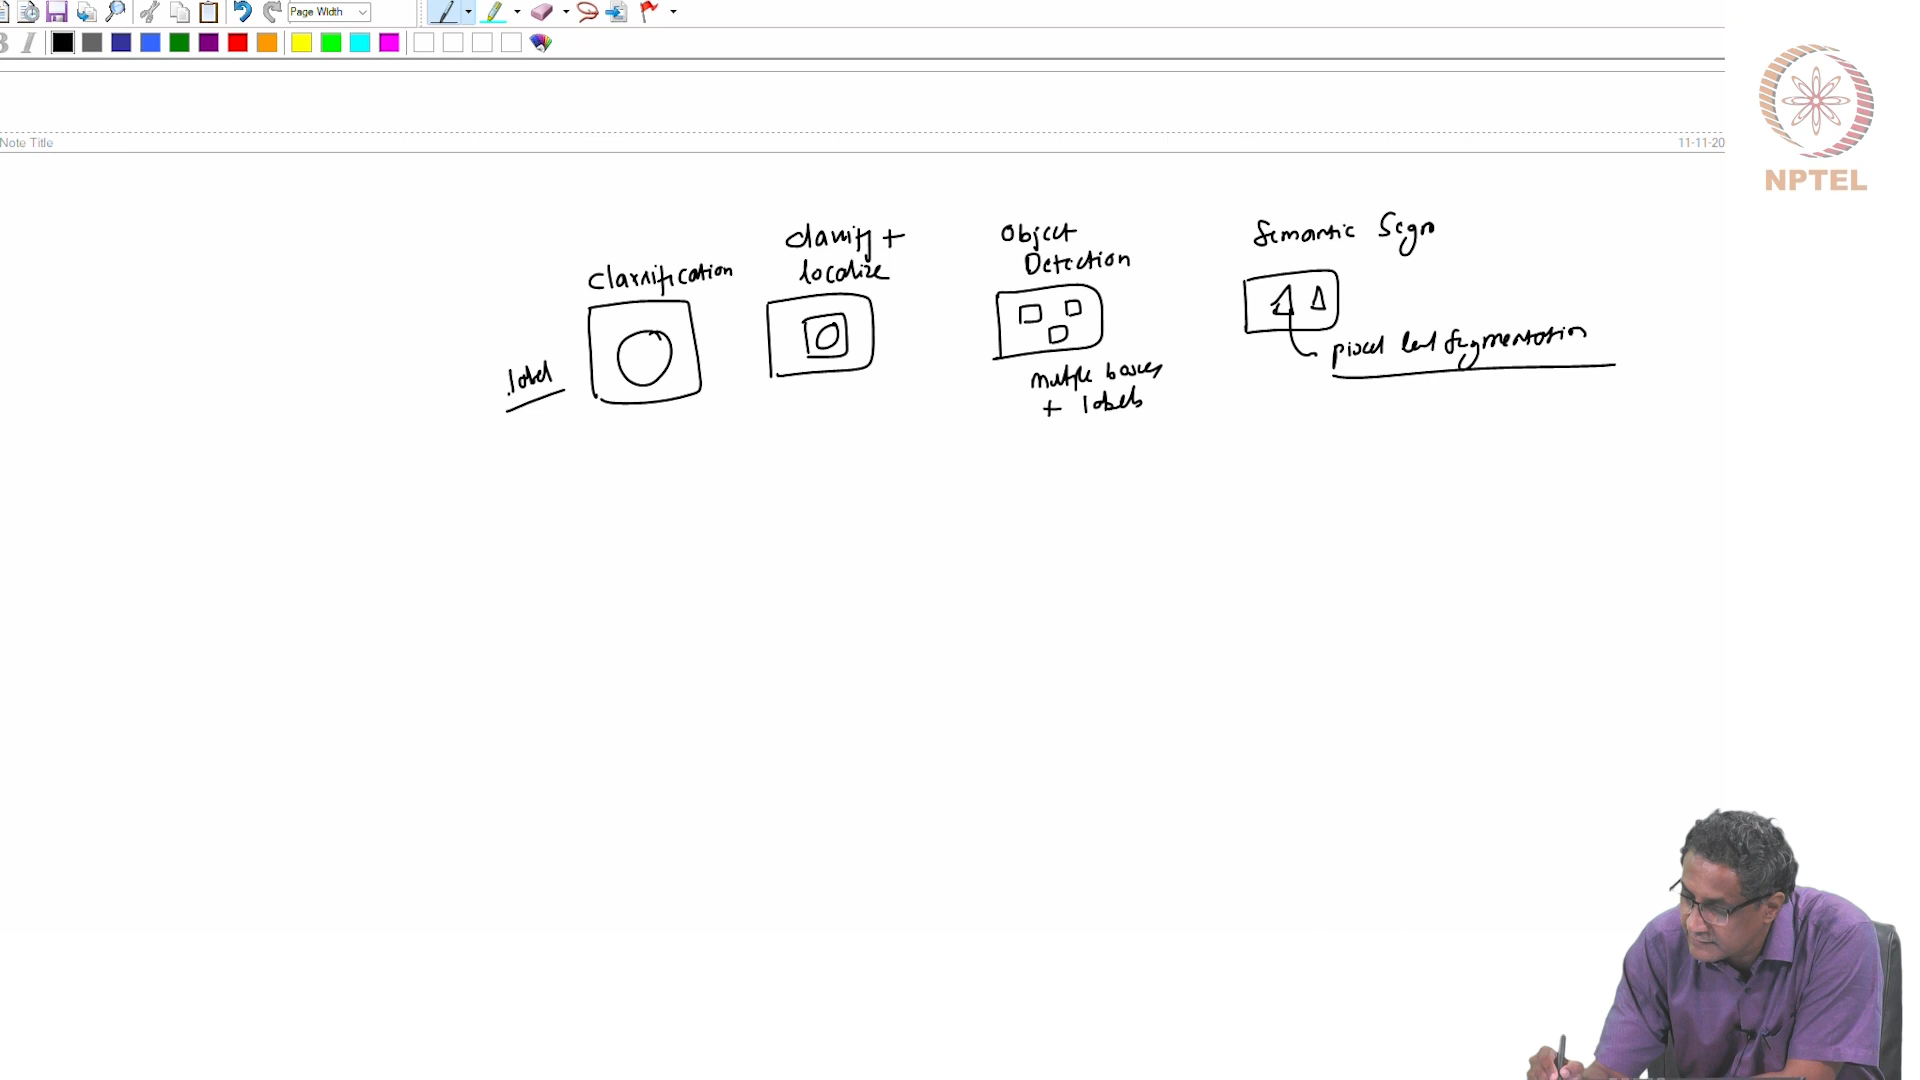 Page Width
B I
NPTEL
Note Title
11-11-20
Classification
Classify +
localize
Object
Detection
Semantic Segm
label
multiple boxes
+ labels
pixel level segmentation